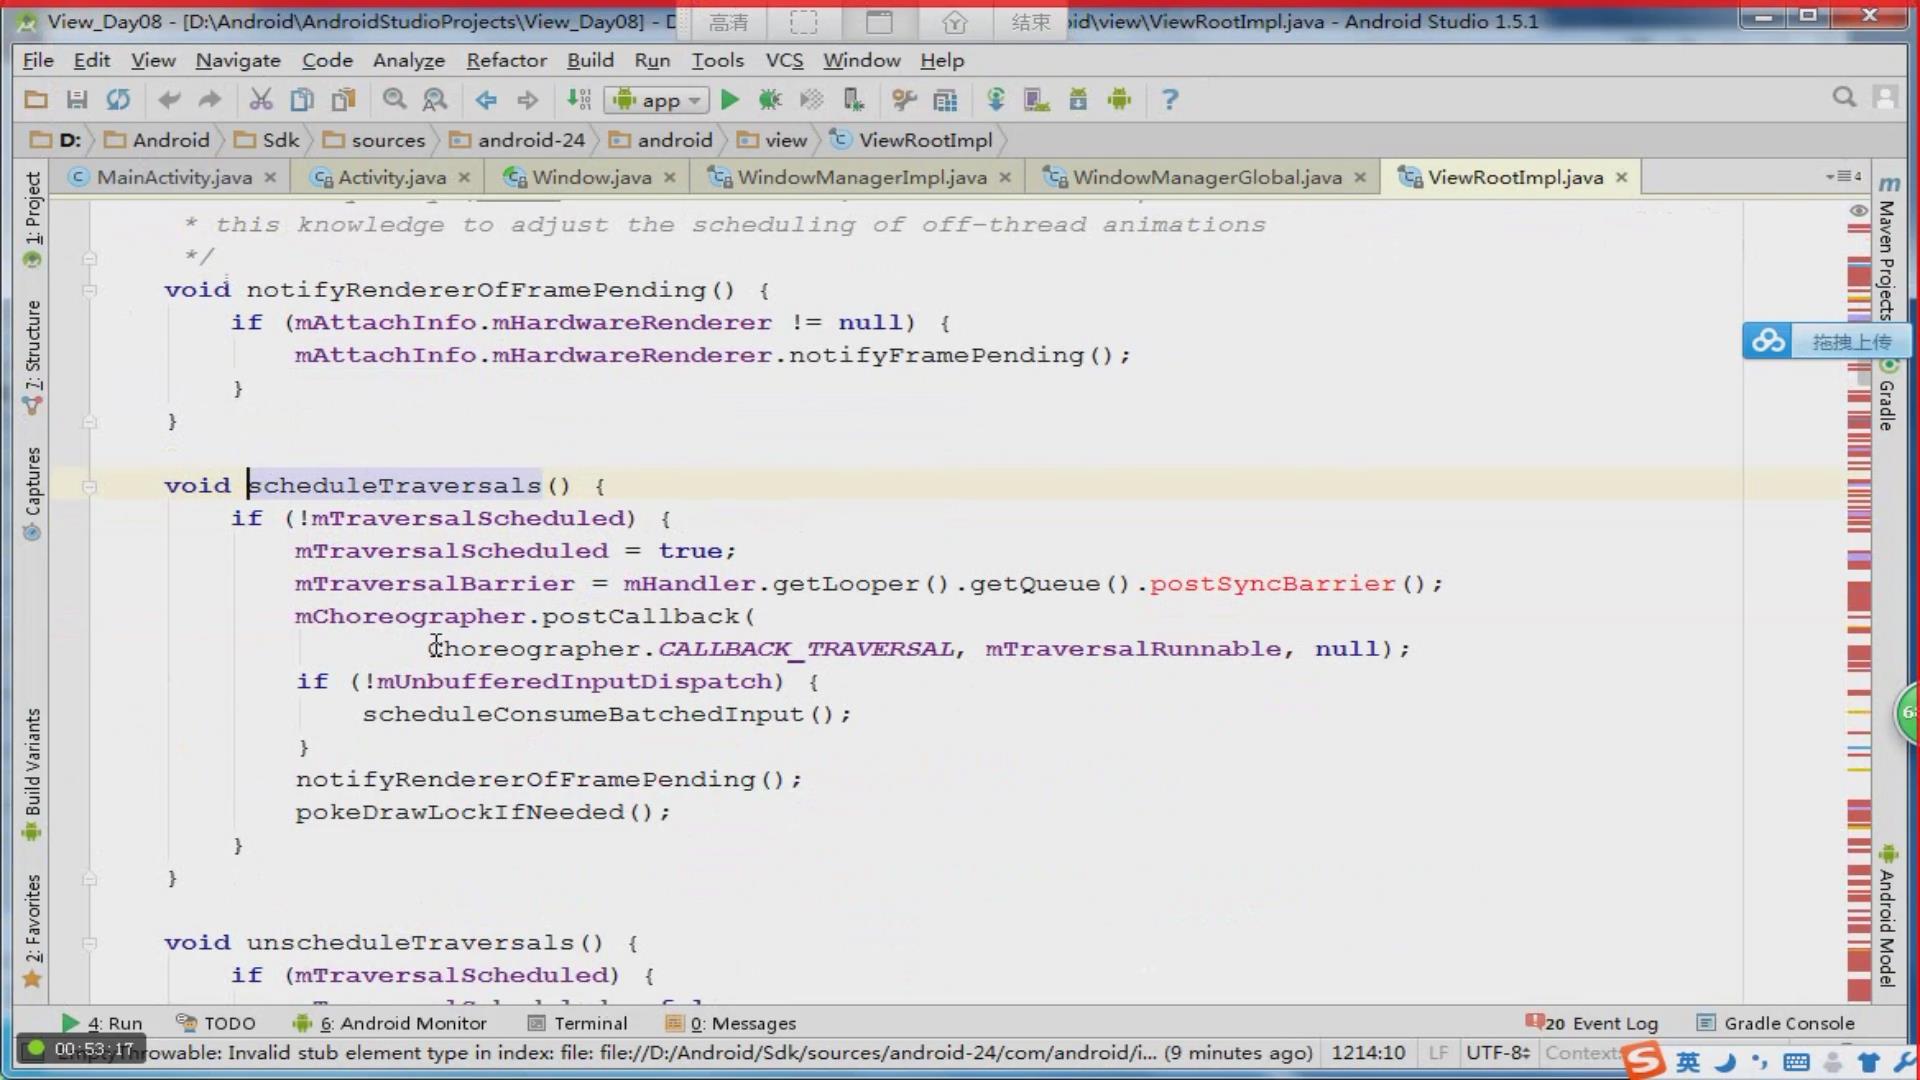 View_Day08 - [D:\Android\AndroidStudioProjects\View_Day08] - D
高清
结束
id\view\ViewRootImpl.java - Android Studio 1.5.1
File Edit View Navigate Code Analyze Refactor Build Run Tools VCS Window Help
app
D: Android Sdk sources android-24 android view ViewRootImpl
MainActivity.java Activity.java Window.java WindowManagerImpl.java WindowManagerGlobal.java ViewRootImpl.java
4
* this knowledge to adjust the scheduling of off-thread animations
*/
void notifyRendererOfFramePending() {
if (mAttachInfo.mHardwareRenderer != null) {
mAttachInfo.mHardwareRenderer.notifyFramePending();
}
}
void scheduleTraversals() {
if (!mTraversalScheduled) {
mTraversalScheduled = true;
mTraversalBarrier = mHandler.getLooper().getQueue().postSyncBarrier();
mChoreographer.postCallback(
Choreographer.CALLBACK_TRAVERSAL, mTraversalRunnable, null);
if (!mUnbufferedInputDispatch) {
scheduleConsumeBatchedInput();
}
notifyRendererOfFramePending();
pokeDrawLockIfNeeded();
}
}
void unscheduleTraversals() {
if (mTraversalScheduled) {
1: Project
7: Structure
Captures
Build Variants
2: Favorites
Maven Projects
拖拽上传
Gradle
Android Model
4: Run TODO 6: Android Monitor Terminal 0: Messages 20 Event Log Gradle Console
00:53:17
Throwable: Invalid stub element type in index: file: file://D:/Android/Sdk/sources/android-24/com/android/i... (9 minutes ago) 1214:10 LF UTF-8 Context
英